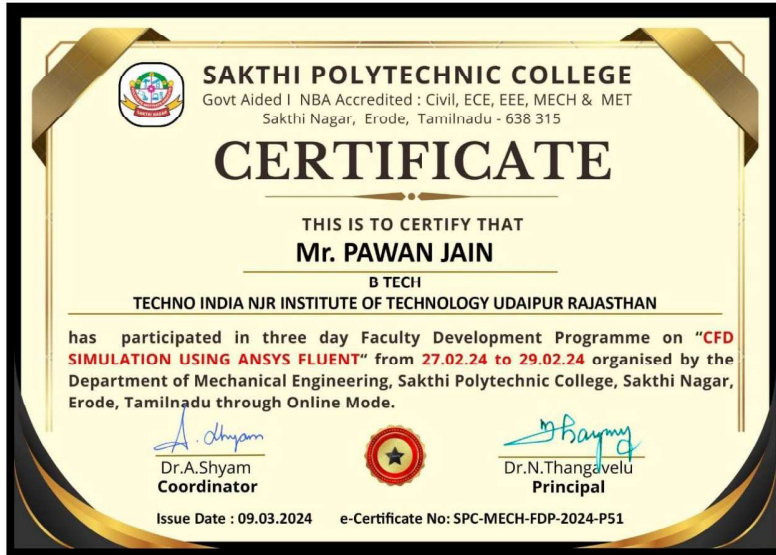 SAKTHI POLYTECHNIC COLLEGE
Govt Aided I NBA Accredited : Civil, ECE, EEE, MECH & MET
Sakthi Nagar, Erode, Tamilnadu - 638 315
SAKTHI NAGAR
CERTIFICATE
THIS IS TO CERTIFY THAT
Mr. PAWAN JAIN
B TECH
TECHNO INDIA NJR INSTITUTE OF TECHNOLOGY UDAIPUR RAJASTHAN
has participated in three day Faculty Development Programme on "CFD
SIMULATION USING ANSYS FLUENT" from 27.02.24 to 29.02.24 organised by the
Department of Mechanical Engineering, Sakthi Polytechnic College, Sakthi Nagar,
Erode, Tamilnadu through Online Mode.
A. Shyam
Dr.A.Shyam
Coordinator
Dr.N.Thangavelu
Principal
Issue Date : 09.03.2024 e-Certificate No: SPC-MECH-FDP-2024-P51